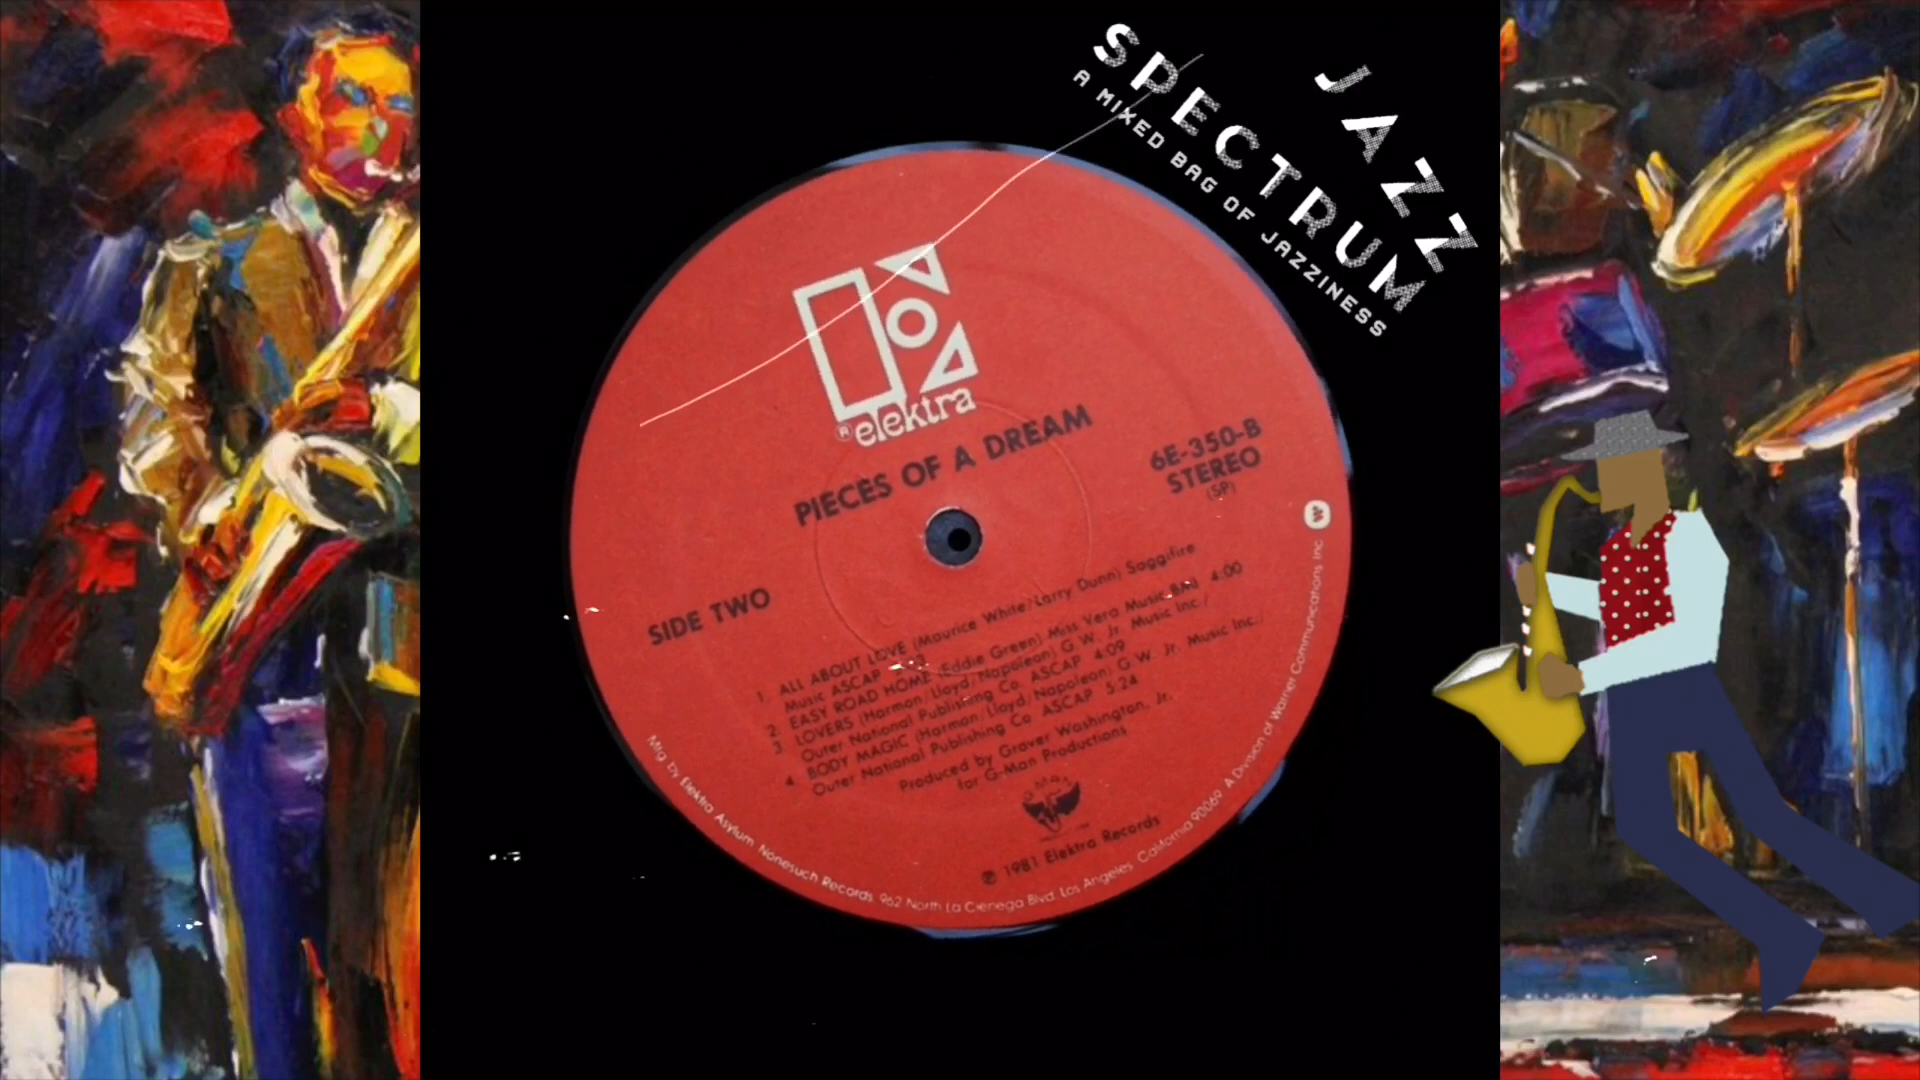 JAZZ
SPECTRUM
A MIXED BAG OF JAZZINESS
® elektra
PIECES OF A DREAM
6E-350-B
STEREO
(SP)
SIDE TWO
1. ALL ABOUT LOVE (Maurice White/Larry Dunn) Saggifire
Music ASCAP
2. EASY ROAD HOME (Eddie Green) Miss Vera Music BMI 4:00
3. LOVERS (Harmon/Lloyd/Napoleon) G.W. Jr. Music Inc./
Outer National Publishing Co. ASCAP 4:09
4. BODY MAGIC (Harmon/Lloyd/Napoleon) G.W. Jr. Music Inc./
Outer National Publishing Co. ASCAP 5:24
Produced by Grover Washington, Jr.
for G-Man Productions
℗ 1981 Elektra Records
Mfg. by Elektra/Asylum/Nonesuch Records, 962 North La Cienega Blvd. Los Angeles, California 90069. A Division of Warner Communications Inc.